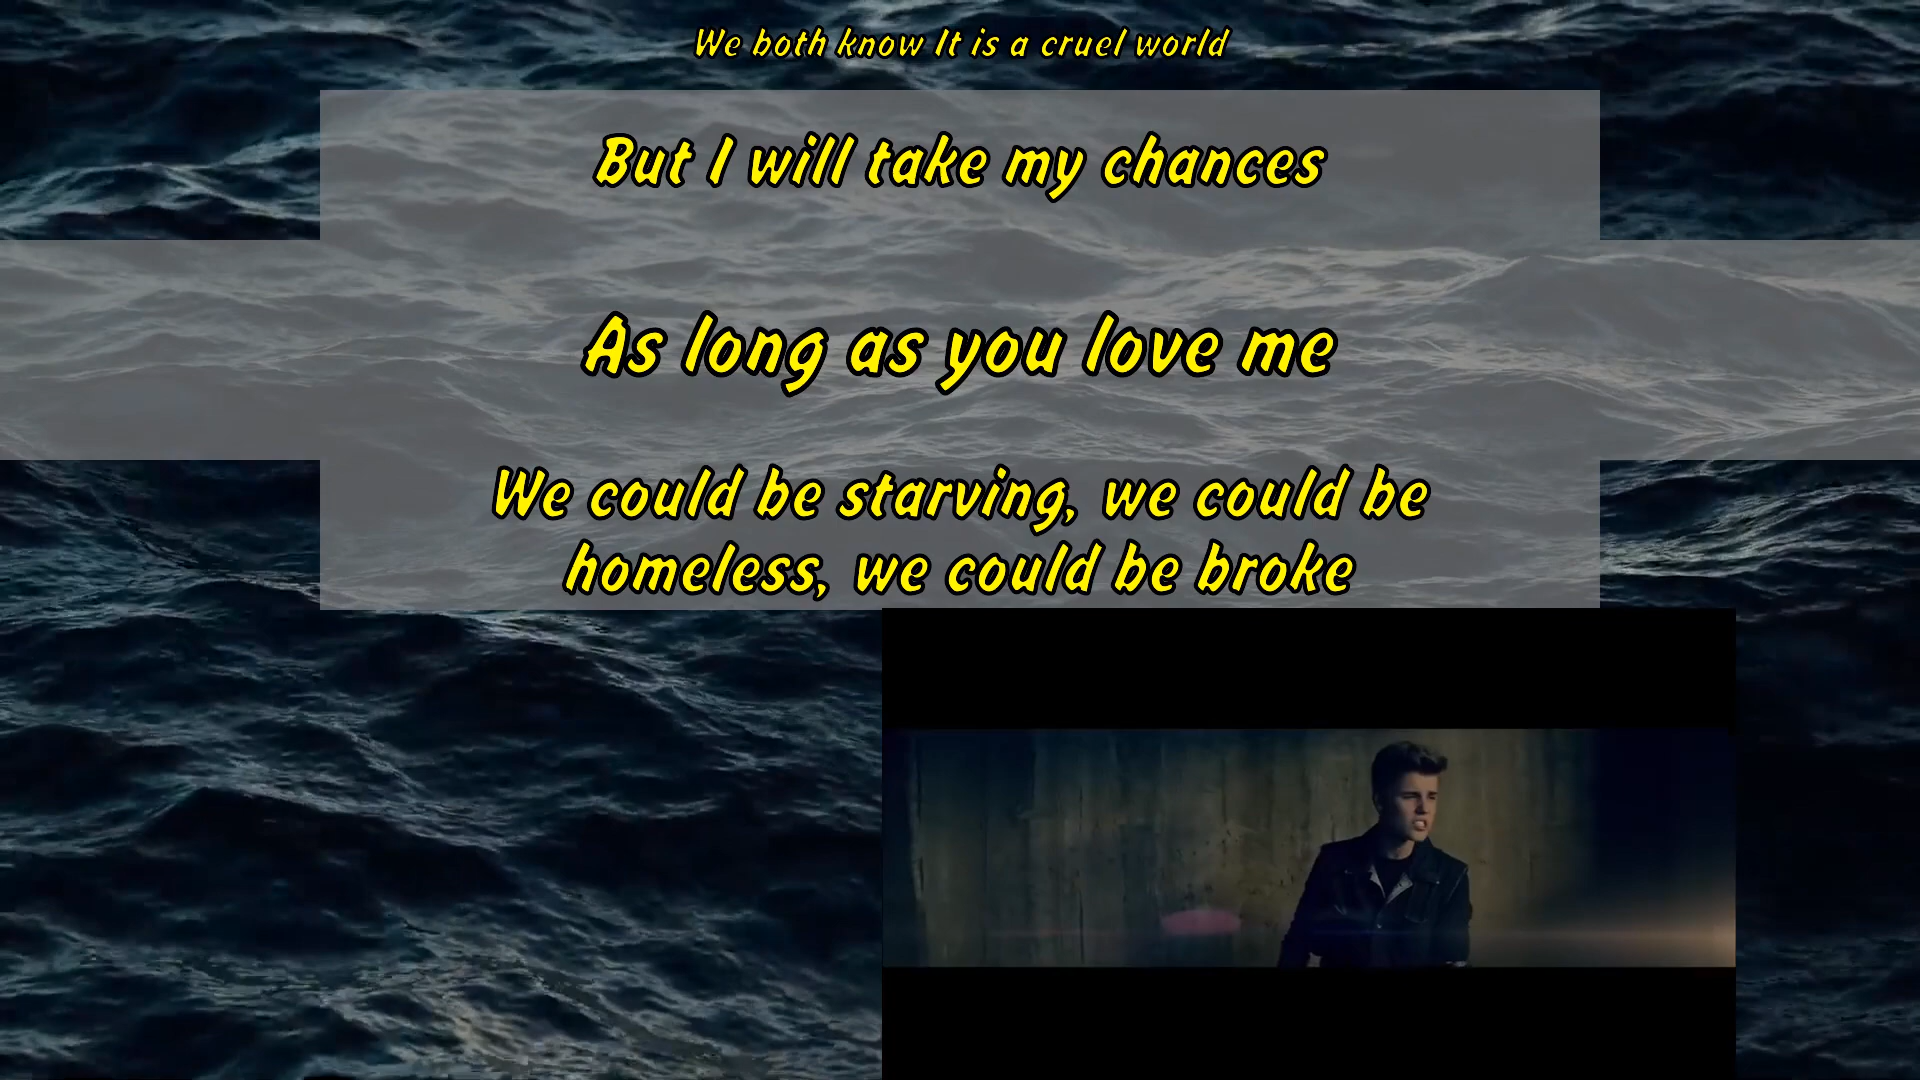 We both know It is a cruel world
But I will take my chances
As long as you love me
We could be starving, we could be
homeless, we could be broke